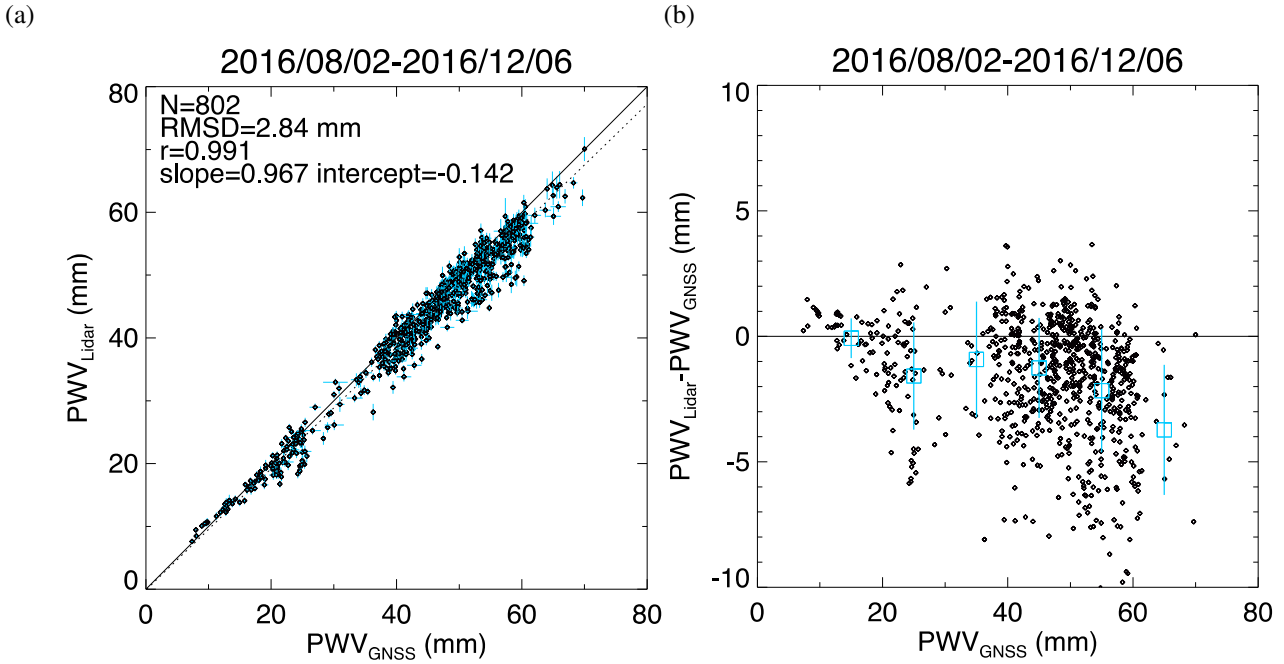 (a)
2016/08/02-2016/12/06
80
60
40
20
0
N=802
RMSD=2.84 mm
r=0.991
slope=0.967 intercept=-0.142
PWV_Lidar (mm)
0 20 40 60 80
PWV_GNSS (mm)
(b)
2016/08/02-2016/12/06
10
5
0
-5
-10
PWV_Lidar-PWV_GNSS (mm)
0 20 40 60 80
PWV_GNSS (mm)